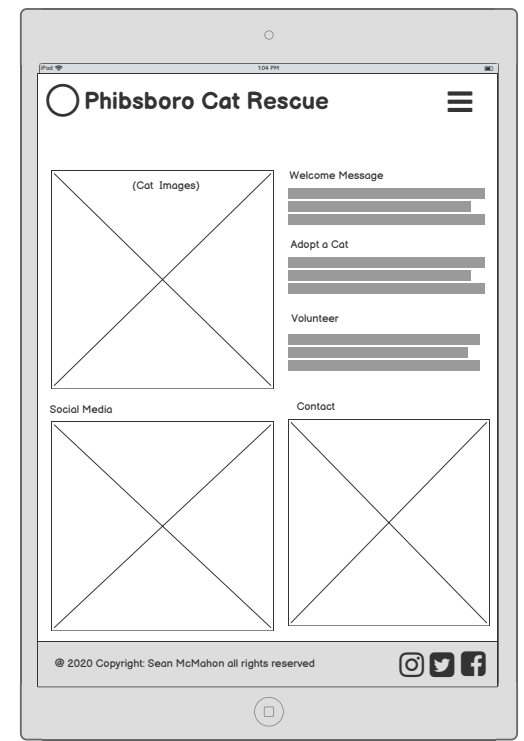 iPad
1:04 PM
Phibsboro Cat Rescue
(Cat Images)
Welcome Message
Adopt a Cat
Volunteer
Social Media
Contact
@ 2020 Copyright: Sean McMahon all rights reserved